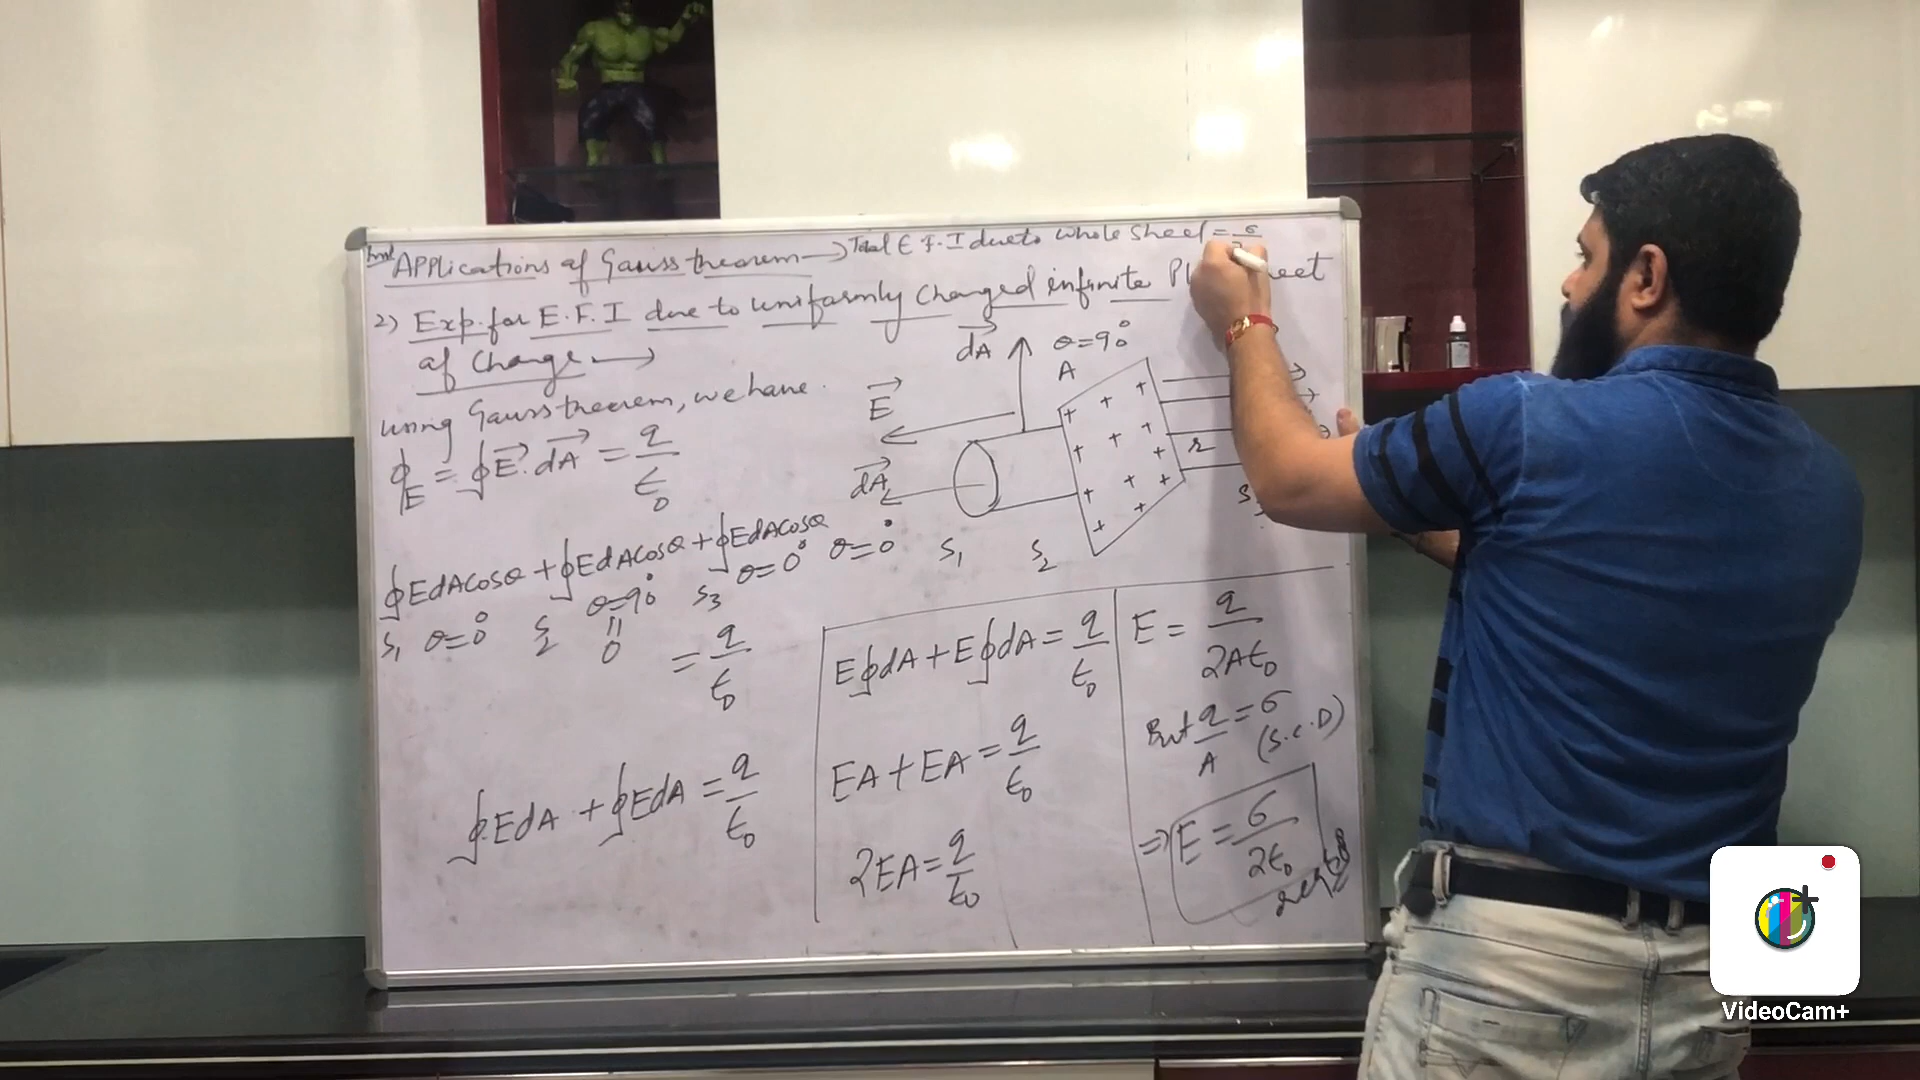 Applications of Gauss theorem → Total E.F.I due to whole sheet = σ
2) Exp. for E.F.I due to uniformly charged infinite Pl eet
of charge →
using Gauss theorem, we have
ϕE = ∮E⃗.dA⃗ = q/ε0
∮EdAcosθ + ∮EdAcosθ + ∮EdAcosθ
S1 θ=0° S2 θ=90° S3 θ=0°
॥
0
= q/ε0
∮EdA + ∮EdA = q/ε0
dA⃗ θ=90°
A
E⃗
dA⃗
θ=0°
S1 S2
r
S
E∮dA + E∮dA = q/ε0
EA + EA = q/ε0
2EA = q/ε0
E = q/2Aε0
But q/A = σ
(S.C.D)
⇒ E = σ/2ε0
VideoCam+